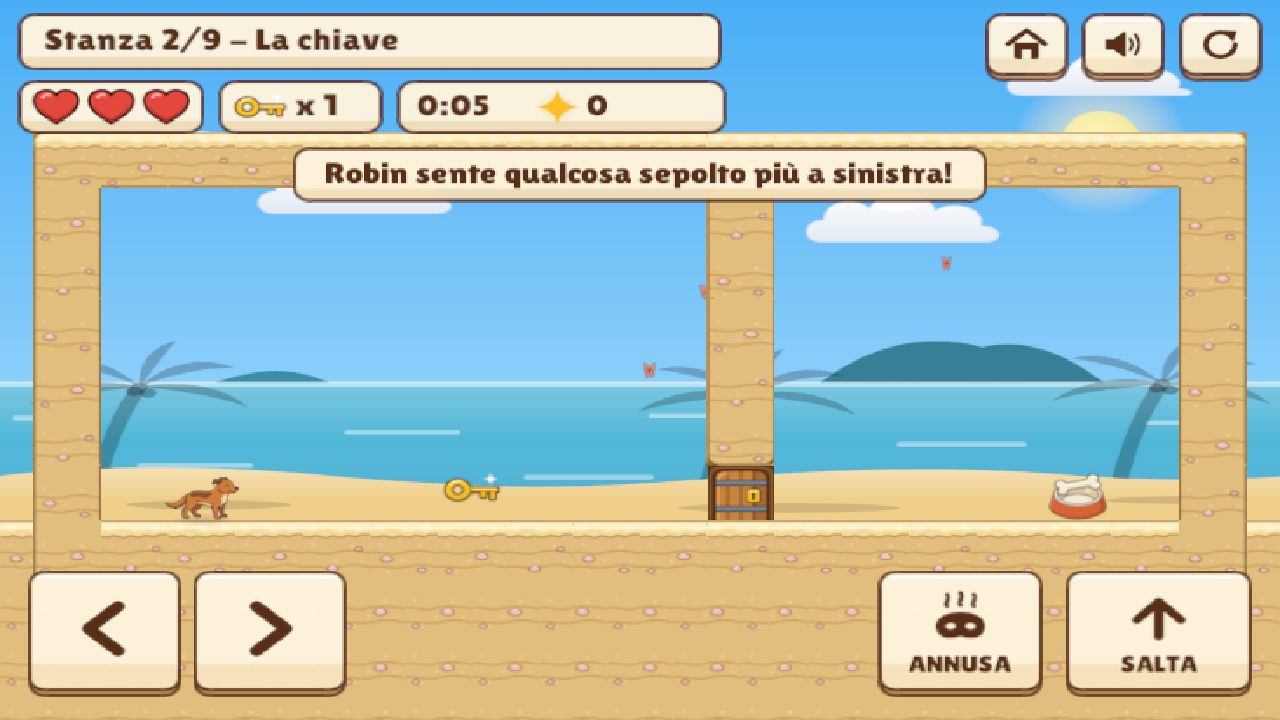 Stanza 2/9 – La chiave
x 1
0:05
0
Robin sente qualcosa sepolto più a sinistra!
ANNUSA
SALTA